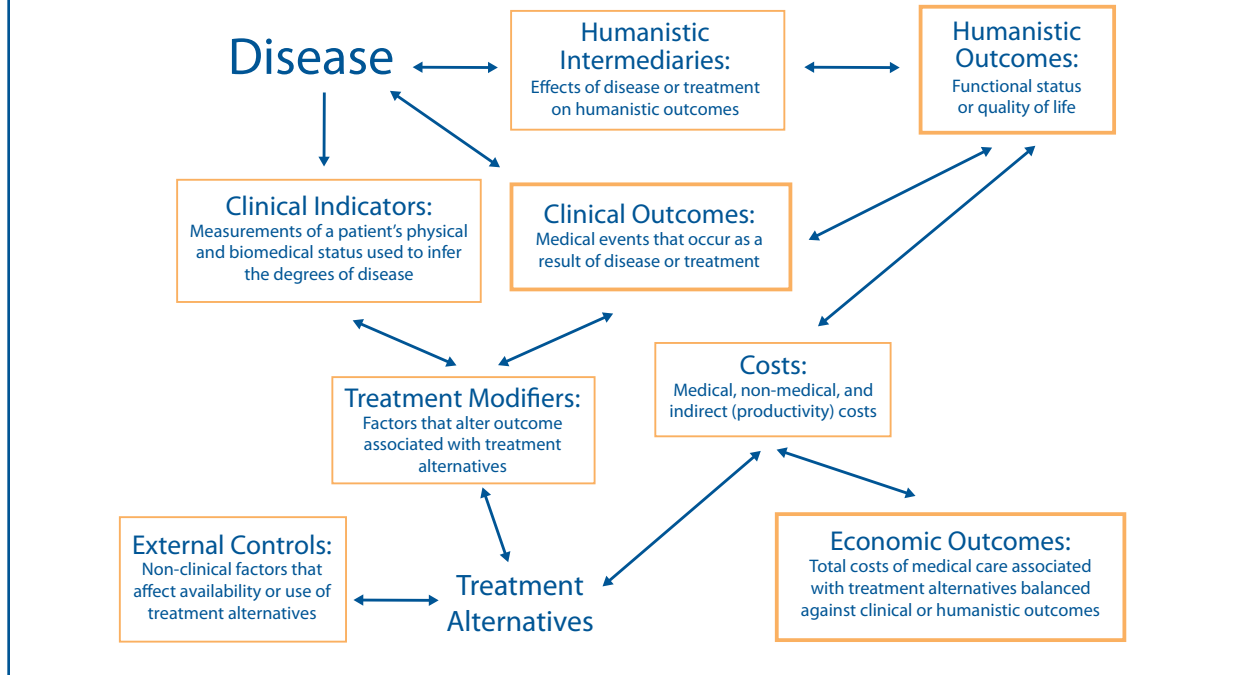 Disease
Humanistic
Intermediaries:
Effects of disease or treatment
on humanistic outcomes
Humanistic
Outcomes:
Functional status
or quality of life
Clinical Indicators:
Measurements of a patient’s physical
and biomedical status used to infer
the degrees of disease
Clinical Outcomes:
Medical events that occur as a
result of disease or treatment
Treatment Modifiers:
Factors that alter outcome
associated with treatment
alternatives
Costs:
Medical, non-medical, and
indirect (productivity) costs
External Controls:
Non-clinical factors that
affect availability or use of
treatment alternatives
Treatment
Alternatives
Economic Outcomes:
Total costs of medical care associated
with treatment alternatives balanced
against clinical or humanistic outcomes